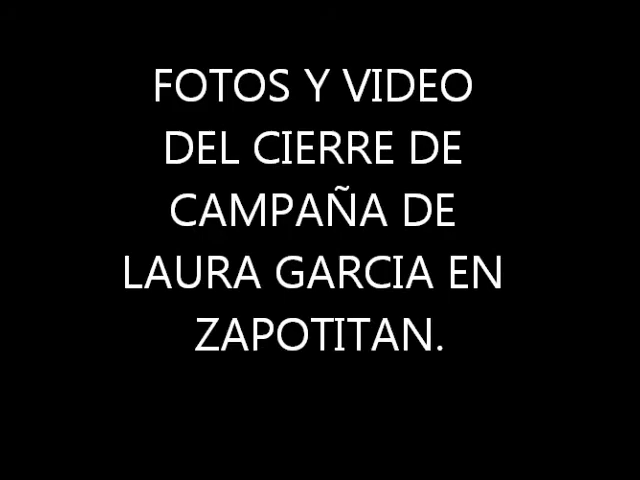 FOTOS Y VIDEO
DEL CIERRE DE
CAMPAÑA DE
LAURA GARCIA EN
ZAPOTITAN.